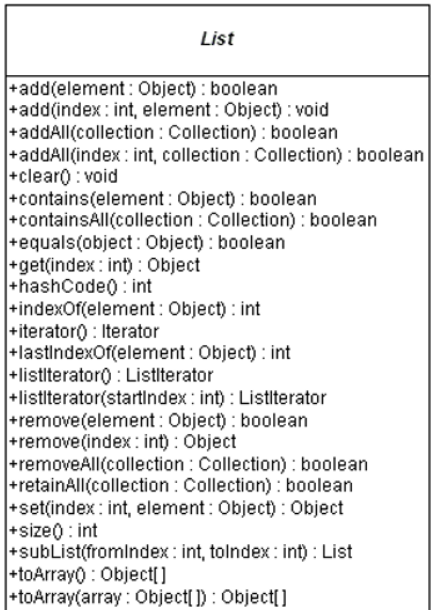 List
+add(element : Object) : boolean
+add(index : int, element : Object) : void
+addAll(collection : Collection) : boolean
+addAll(index : int, collection : Collection) : boolean
+clear() : void
+contains(element : Object) : boolean
+containsAll(collection : Collection) : boolean
+equals(object : Object) : boolean
+get(index : int) : Object
+hashCode() : int
+indexOf(element : Object) : int
+iterator() : Iterator
+lastIndexOf(element : Object) : int
+listIterator() : ListIterator
+listIterator(startIndex : int) : ListIterator
+remove(element : Object) : boolean
+remove(index : int) : Object
+removeAll(collection : Collection) : boolean
+retainAll(collection : Collection) : boolean
+set(index : int, element : Object) : Object
+size() : int
+subList(fromIndex : int, toIndex : int) : List
+toArray() : Object[ ]
+toArray(array : Object[ ]) : Object[ ]